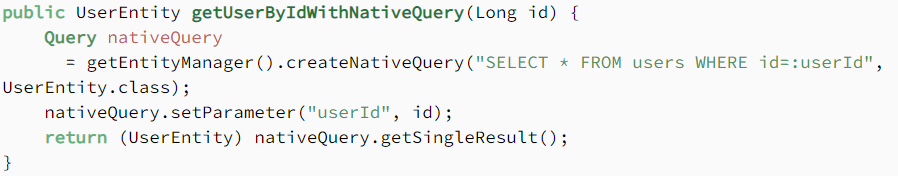 public UserEntity getUserByIdWithNativeQuery(Long id) {
    Query nativeQuery
      = getEntityManager().createNativeQuery("SELECT * FROM users WHERE id=:userId",
UserEntity.class);
    nativeQuery.setParameter("userId", id);
    return (UserEntity) nativeQuery.getSingleResult();
}